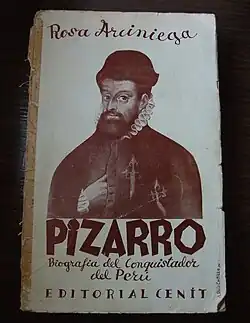 Rosa Arciniega
PIZARRO
Biografía del Conquistador
del Perú
EDITORIAL CENIT